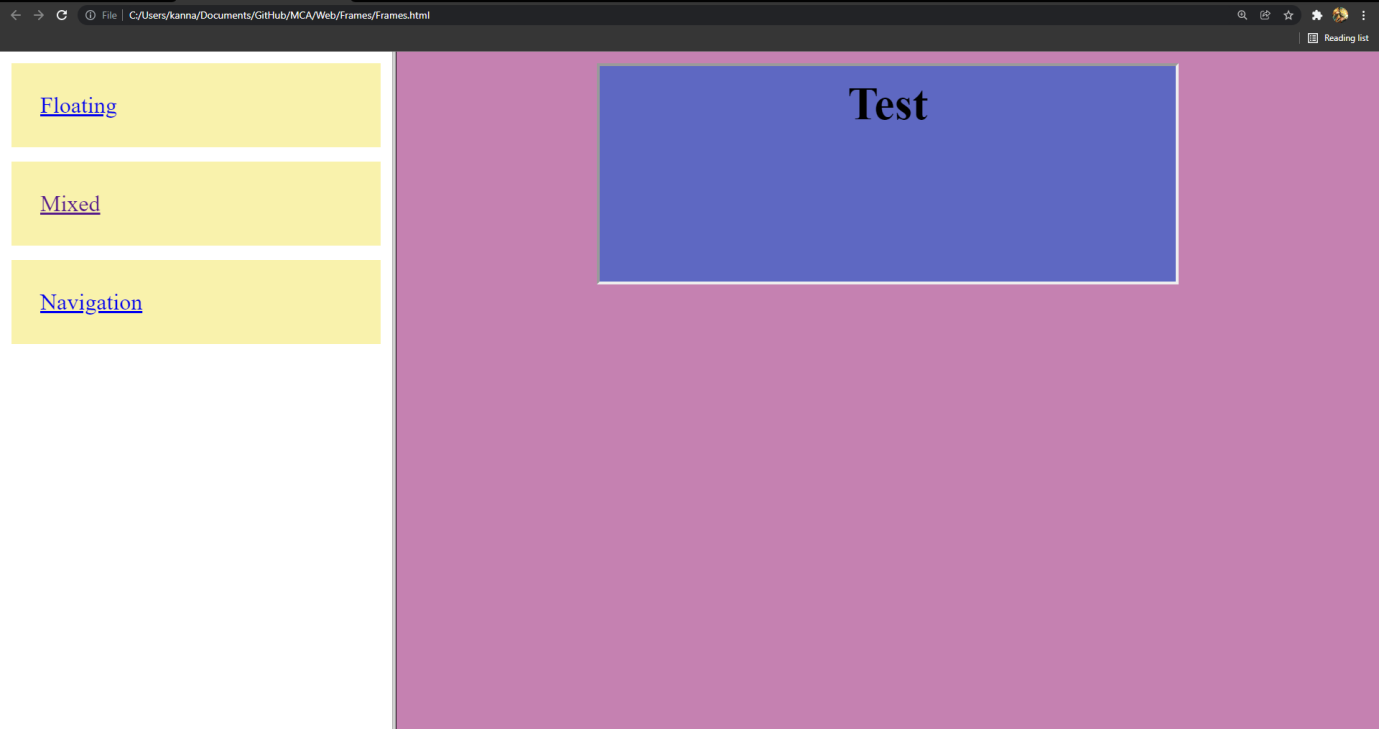 File C:/Users/kanna/Documents/GitHub/MCA/Web/Frames/Frames.html
Reading list
Floating
Mixed
Navigation
Test